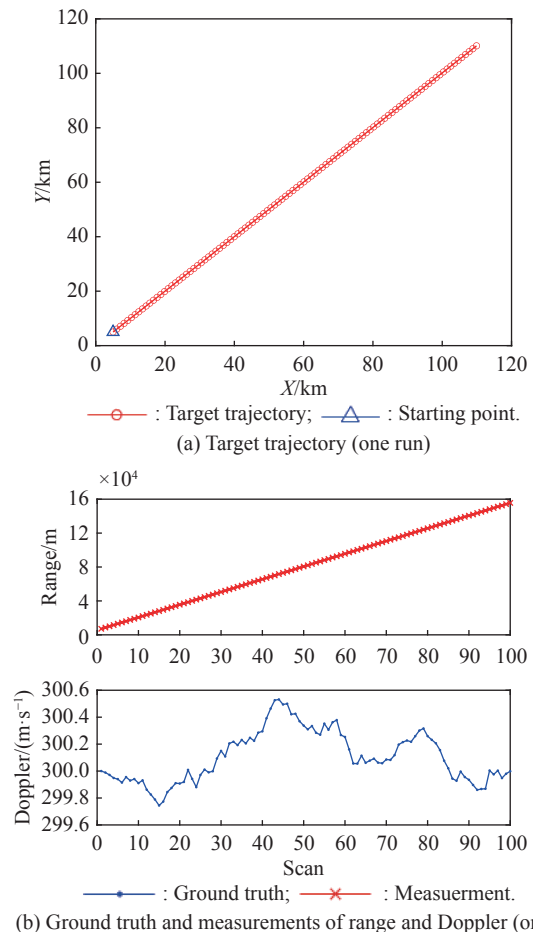 120
100
80
60
40
20
0
Y/km
0 20 40 60 80 100 120
X/km
: Target trajectory; : Starting point.
(a) Target trajectory (one run)
×10⁴
16
12
8
4
0
Range/m
0 10 20 30 40 50 60 70 80 90 100
300.6
300.4
300.2
300.0
299.8
299.6
Doppler/(m·s⁻¹)
0 10 20 30 40 50 60 70 80 90 100
Scan
: Ground truth; : Measuerment.
(b) Ground truth and measurements of range and Doppler (or